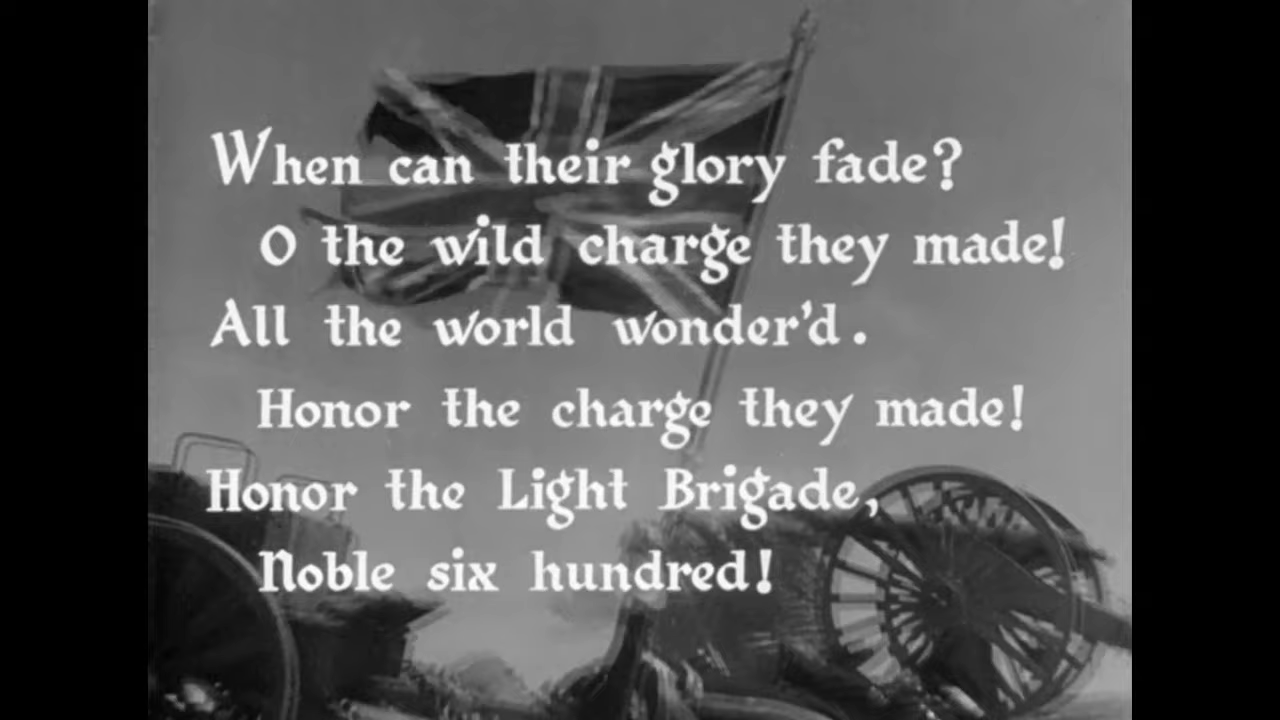 When can their glory fade?
O the wild charge they made!
All the world wonder'd.
Honor the charge they made!
Honor the Light Brigade,
Noble six hundred!